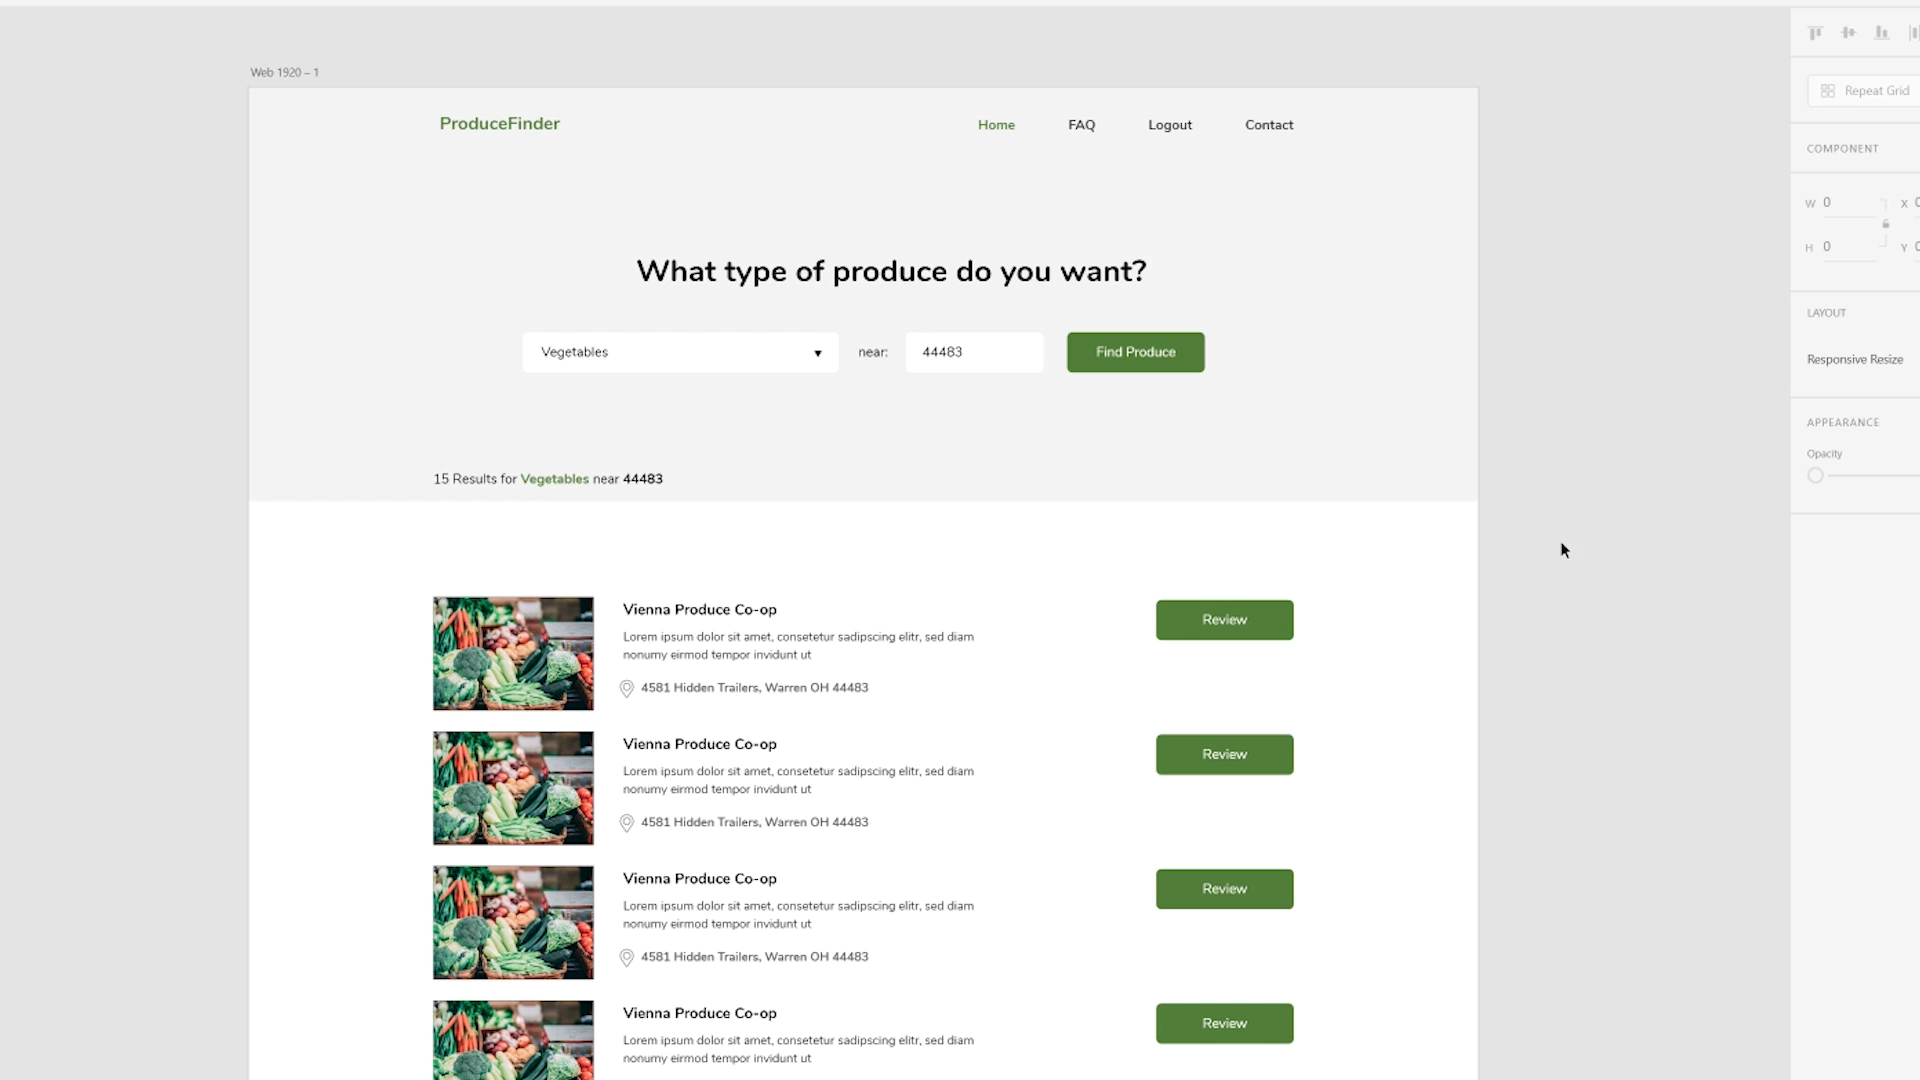 Web 1920 – 1
ProduceFinder
Home FAQ Logout Contact
What type of produce do you want?
Vegetables near: 44483 Find Produce
15 Results for Vegetables near 44483
Vienna Produce Co-op
Lorem ipsum dolor sit amet, consetetur sadipscing elitr, sed diam
nonumy eirmod tempor invidunt ut
4581 Hidden Trailers, Warren OH 44483
Review
Vienna Produce Co-op
Lorem ipsum dolor sit amet, consetetur sadipscing elitr, sed diam
nonumy eirmod tempor invidunt ut
4581 Hidden Trailers, Warren OH 44483
Review
Vienna Produce Co-op
Lorem ipsum dolor sit amet, consetetur sadipscing elitr, sed diam
nonumy eirmod tempor invidunt ut
4581 Hidden Trailers, Warren OH 44483
Review
Vienna Produce Co-op
Lorem ipsum dolor sit amet, consetetur sadipscing elitr, sed diam
nonumy eirmod tempor invidunt ut
Review
Repeat Grid
COMPONENT
W 0 X
H 0 Y
LAYOUT
Responsive Resize
APPEARANCE
Opacity